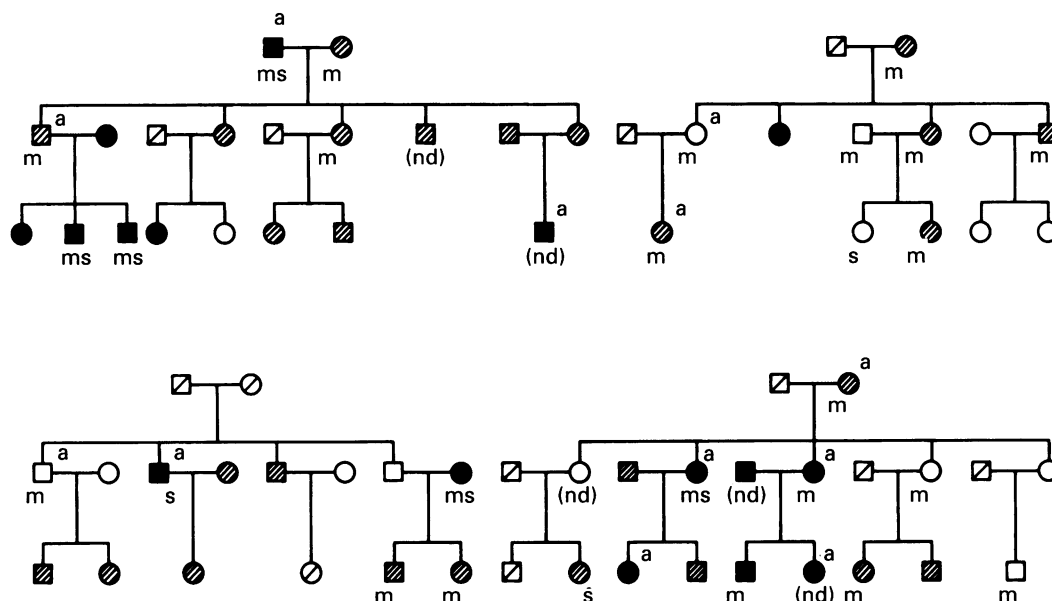 a
ms m m
a a
m m (nd) m m m m
a a
ms ms (nd) m s m
a
m
a a a a
m s ms (nd) ms (nd) m m
a a
m m s m (nd) m m